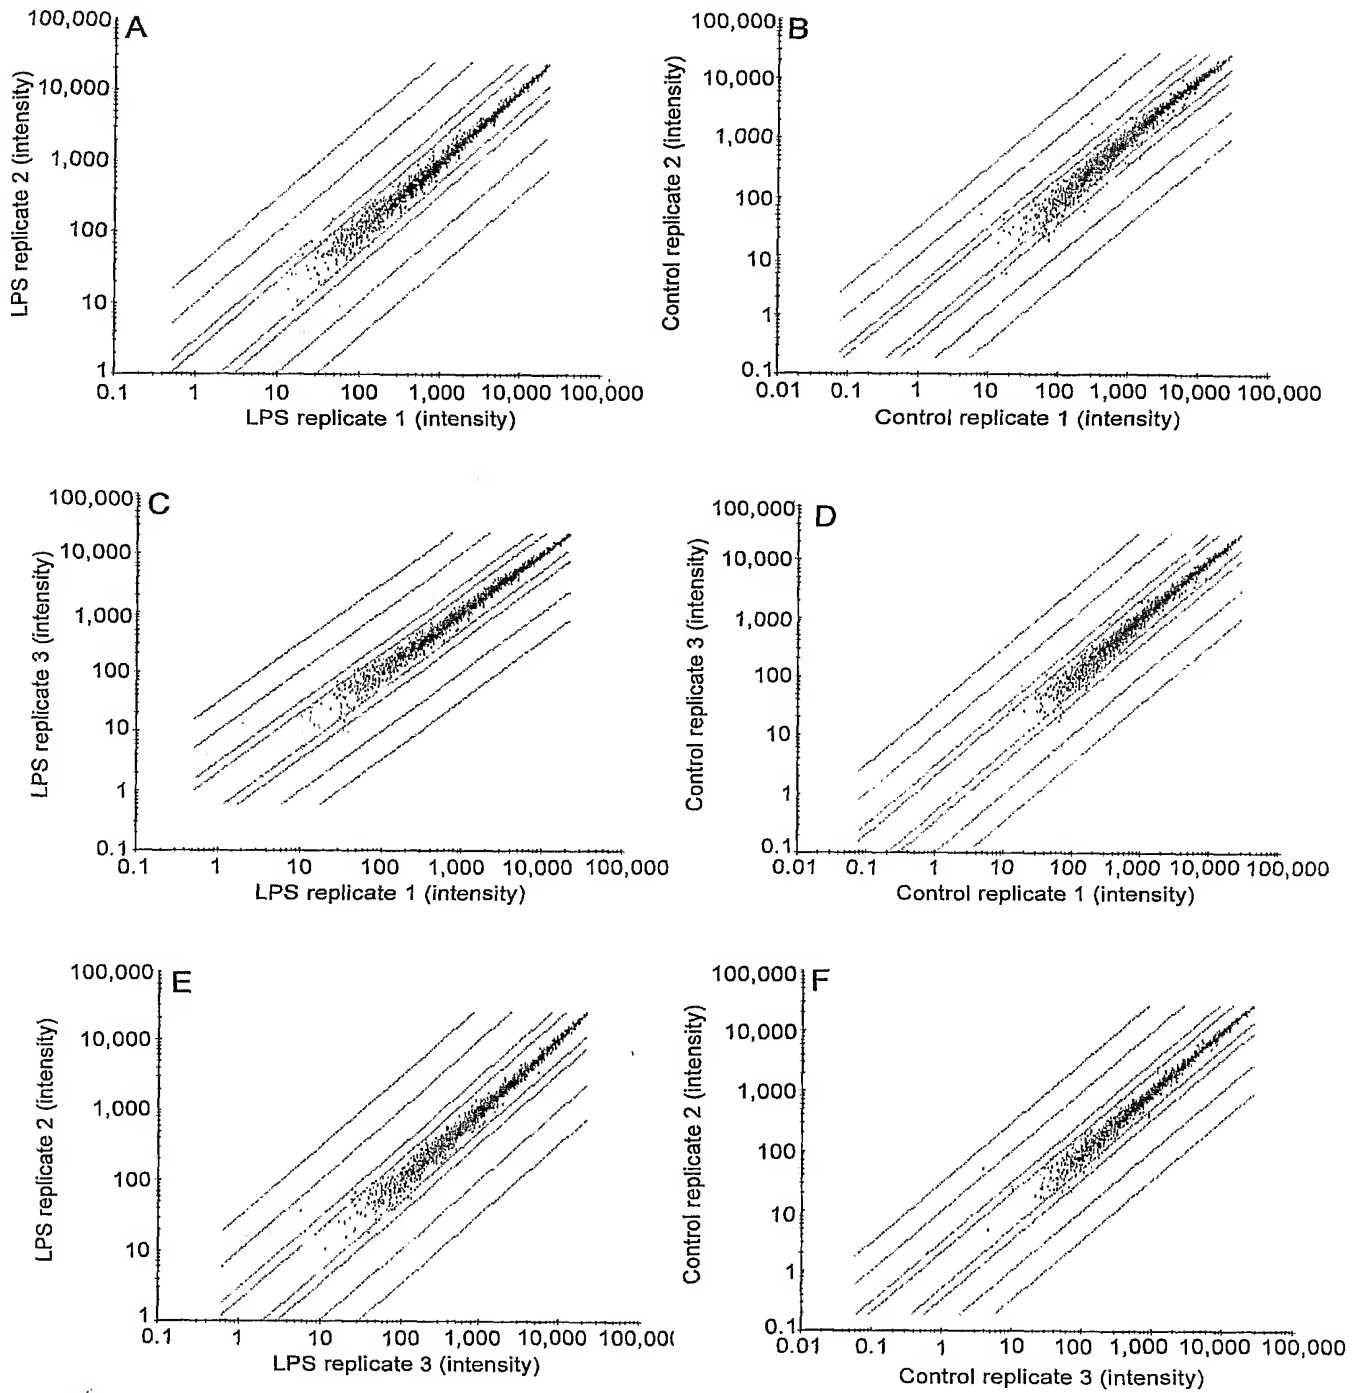 A
100,000
10,000
1,000
100
10
1
LPS replicate 2 (intensity)
0.1 1 10 100 1,000 10,000 100,000
LPS replicate 1 (intensity)
B
100,000
10,000
1,000
100
10
1
0.1
Control replicate 2 (intensity)
0.01 0.1 1 10 100 1,000 10,000 100,000
Control replicate 1 (intensity)
C
100,000
10,000
1,000
100
10
1
0.1
LPS replicate 3 (intensity)
0.1 1 10 100 1,000 10,000 100,000
LPS replicate 1 (intensity)
D
100,000
10,000
1,000
100
10
1
0.1
Control replicate 3 (intensity)
0.01 0.1 1 10 100 1,000 10,000 100,000
Control replicate 1 (intensity)
E
100,000
10,000
1,000
100
10
1
LPS replicate 2 (intensity)
0.1 1 10 100 1,000 10,000 100,000
LPS replicate 3 (intensity)
F
100,000
10,000
1,000
100
10
1
0.1
Control replicate 2 (intensity)
0.01 0.1 1 10 100 1,000 10,000 100,000
Control replicate 3 (intensity)